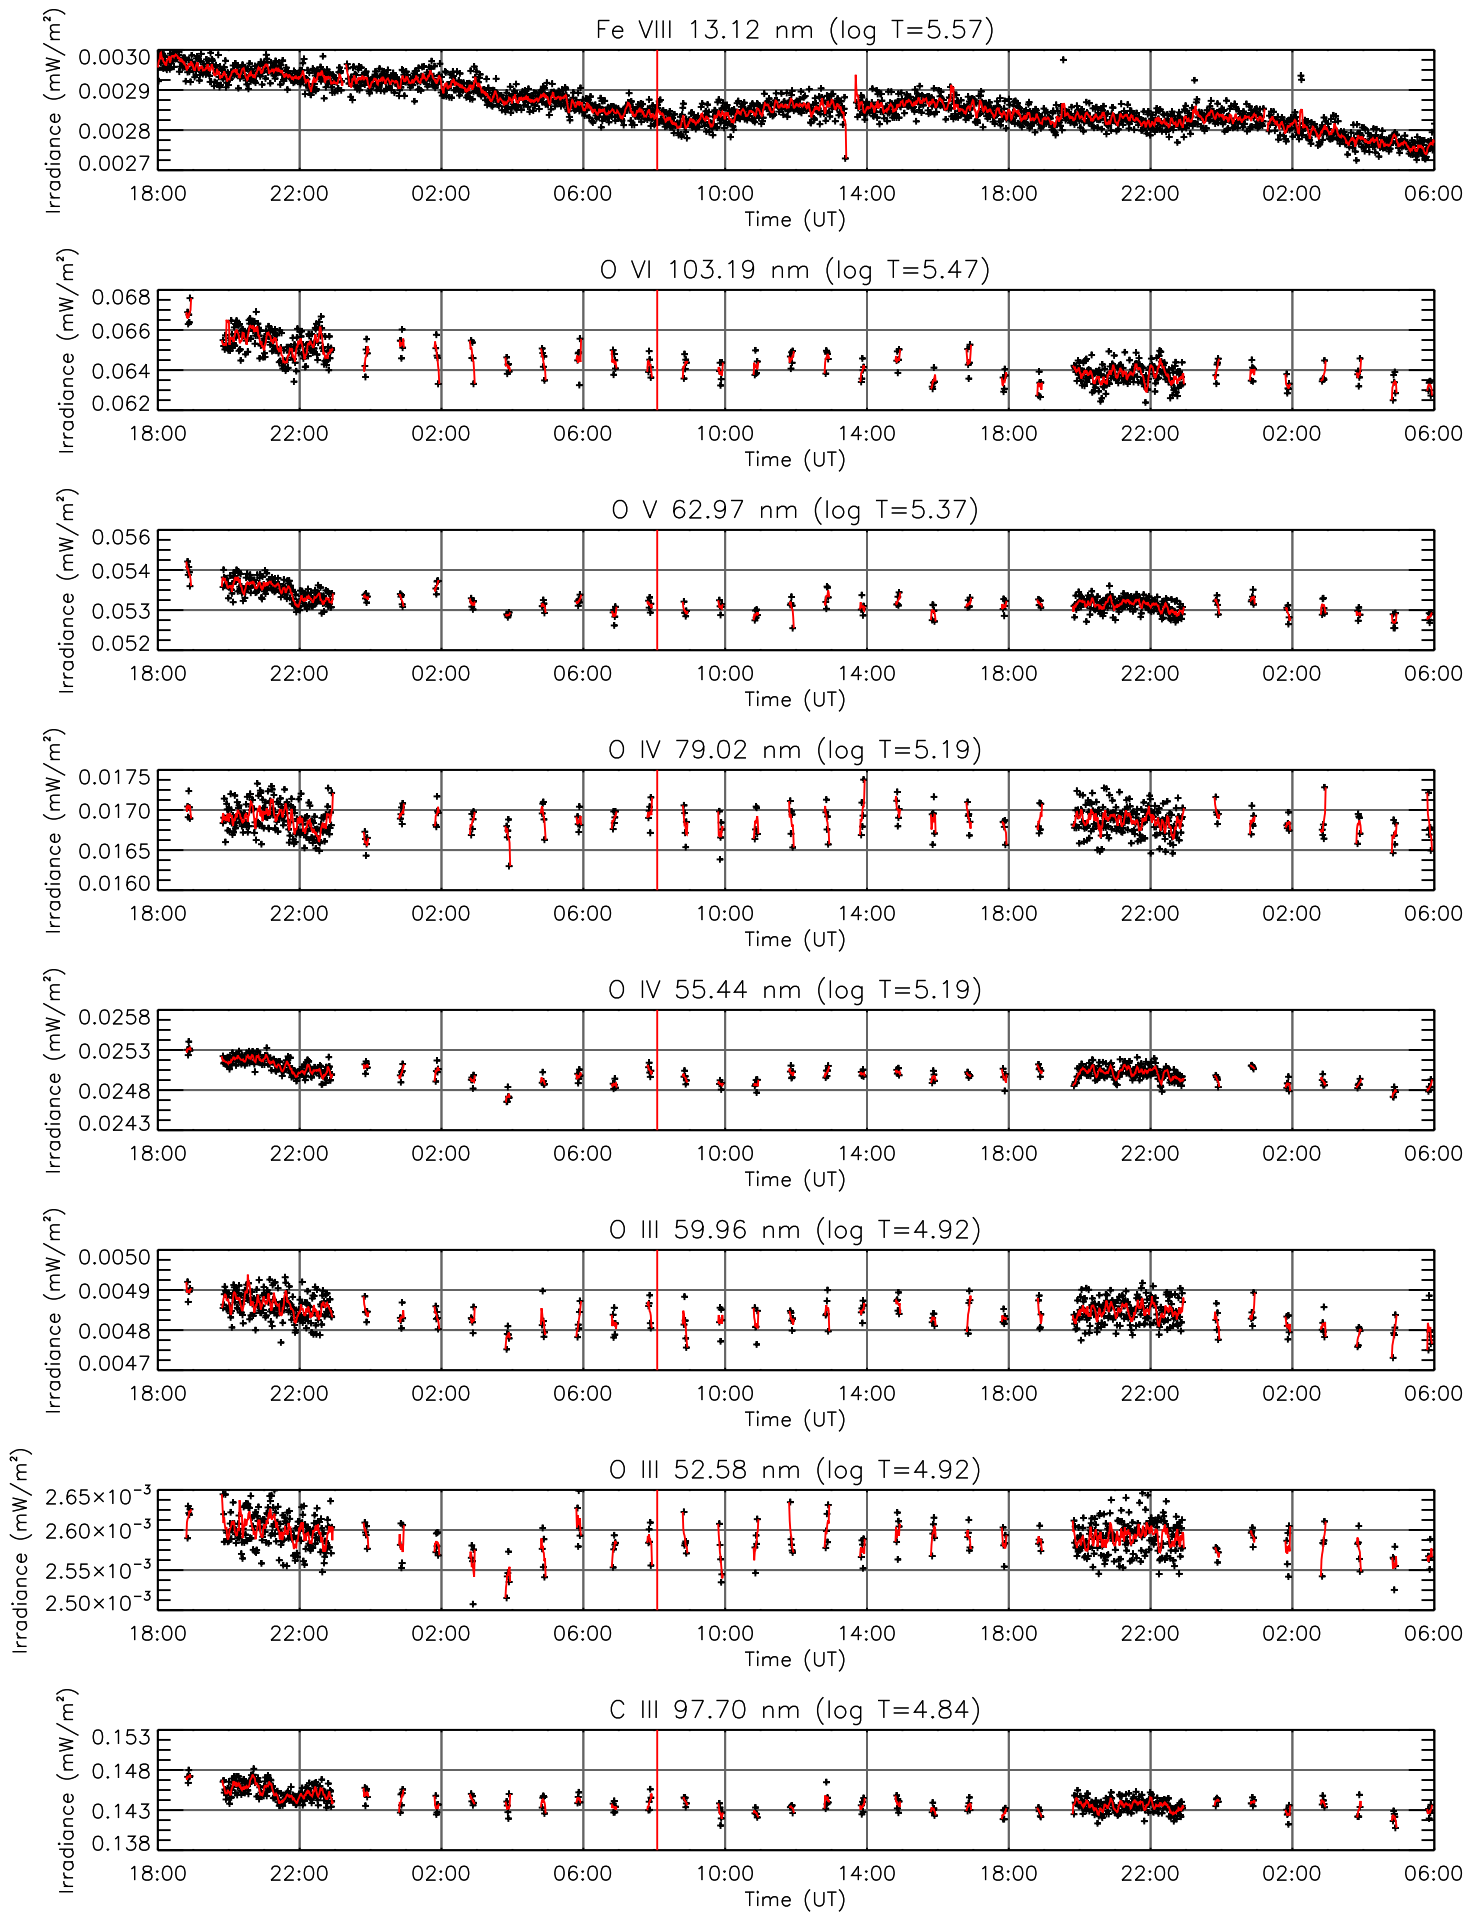 Fe VIII 13.12 nm (log T=5.57)
Irradiance (mW/m²)
0.0030
0.0029
0.0028
0.0027
18:00 22:00 02:00 06:00 10:00 14:00 18:00 22:00 02:00 06:00
Time (UT)
O VI 103.19 nm (log T=5.47)
Irradiance (mW/m²)
0.068
0.066
0.064
0.062
18:00 22:00 02:00 06:00 10:00 14:00 18:00 22:00 02:00 06:00
Time (UT)
O V 62.97 nm (log T=5.37)
Irradiance (mW/m²)
0.056
0.054
0.053
0.052
18:00 22:00 02:00 06:00 10:00 14:00 18:00 22:00 02:00 06:00
Time (UT)
O IV 79.02 nm (log T=5.19)
Irradiance (mW/m²)
0.0175
0.0170
0.0165
0.0160
18:00 22:00 02:00 06:00 10:00 14:00 18:00 22:00 02:00 06:00
Time (UT)
O IV 55.44 nm (log T=5.19)
Irradiance (mW/m²)
0.0258
0.0253
0.0248
0.0243
18:00 22:00 02:00 06:00 10:00 14:00 18:00 22:00 02:00 06:00
Time (UT)
O III 59.96 nm (log T=4.92)
Irradiance (mW/m²)
0.0050
0.0049
0.0048
0.0047
18:00 22:00 02:00 06:00 10:00 14:00 18:00 22:00 02:00 06:00
Time (UT)
O III 52.58 nm (log T=4.92)
Irradiance (mW/m²)
2.65×10⁻³
2.60×10⁻³
2.55×10⁻³
2.50×10⁻³
18:00 22:00 02:00 06:00 10:00 14:00 18:00 22:00 02:00 06:00
Time (UT)
C III 97.70 nm (log T=4.84)
Irradiance (mW/m²)
0.153
0.148
0.143
0.138
18:00 22:00 02:00 06:00 10:00 14:00 18:00 22:00 02:00 06:00
Time (UT)